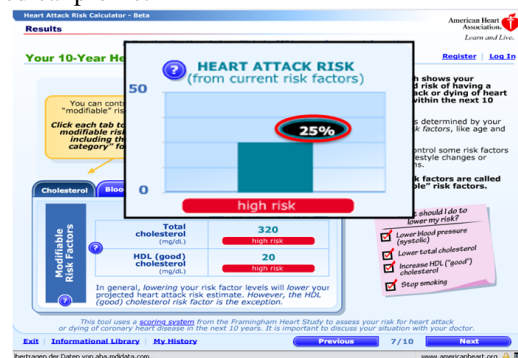 Heart Attack Risk Calculator - Beta
Results
American Heart
Association
Learn and Live.
Your 10-Year He
Register | Log In
HEART ATTACK RISK
(from current risk factors)
50
25%
0
high risk
h shows your
d risk of having a
ack or dying of heart
within the next 10
s determined by your
k factors, like age and
ontrol some risk factors
estyle changes or
ns.
k factors are called
ble" risk factors.
You can cont
"modifiable" ris
Click each tab to
modifiable ris
including th
category" fo
Cholesterol
Bloo
Modifiable
Risk Factors
Total
cholesterol
(mg/dL)
320
high risk
HDL (good)
cholesterol
(mg/dL)
20
high risk
In general, lowering your risk factor levels will lower your
projected heart attack risk estimate. However, the HDL
(good) cholesterol risk factor is the exception.
t should I do to
lower my risk?
Lower blood pressure
(systolic)
Lower total cholesterol
Increase HDL ("good")
cholesterol
Stop smoking
This tool uses a scoring system from the Framingham Heart Study to assess your risk for heart attack
or dying of coronary heart disease in the next 10 years. It is important to discuss your situation with your doctor.
Exit | Informational Library | My History
Previous
7/10
Next
www.americanheart.org